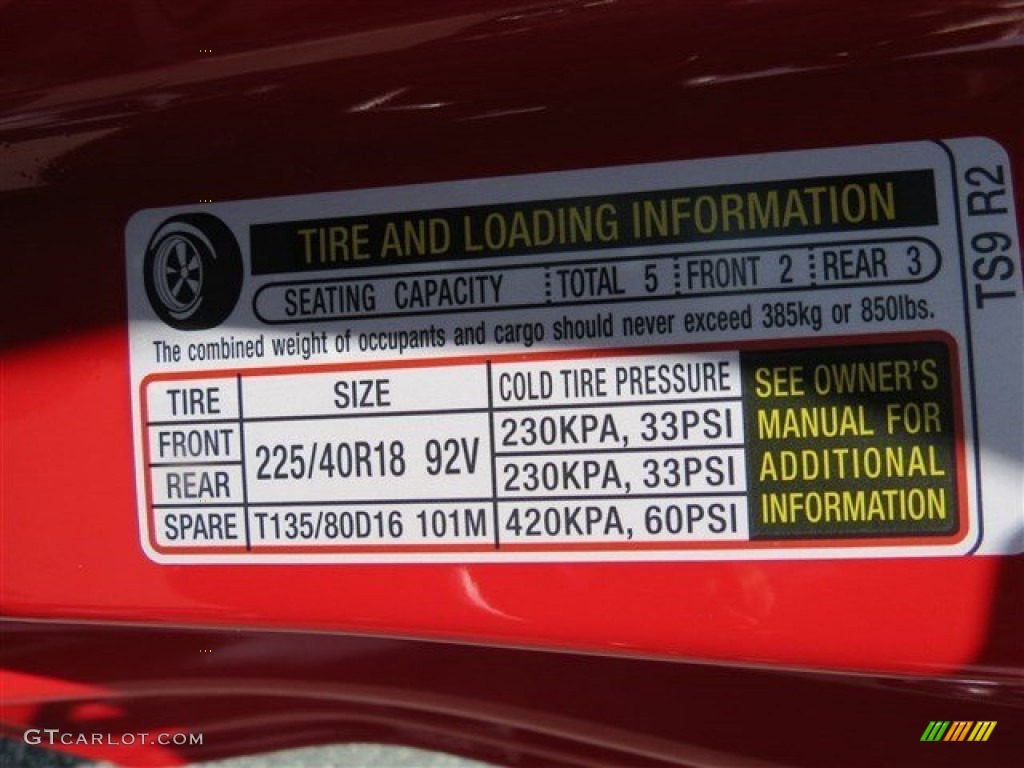 TIRE AND LOADING INFORMATION
SEATING CAPACITY TOTAL 5 FRONT 2 REAR 3
The combined weight of occupants and cargo should never exceed 385kg or 850lbs.
TIRE SIZE COLD TIRE PRESSURE
FRONT 225/40R18 92V 230KPA, 33PSI
REAR 230KPA, 33PSI
SPARE T135/80D16 101M 420KPA, 60PSI
SEE OWNER'S
MANUAL FOR
ADDITIONAL
INFORMATION
TS9 R2
GTCARLOT.COM